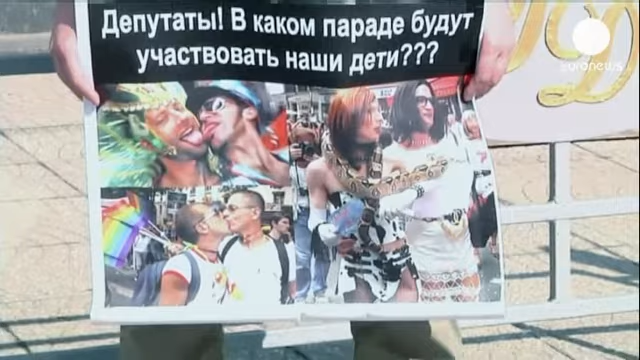 Депутаты! В каком параде будут
участвовать наши дети???
euronews